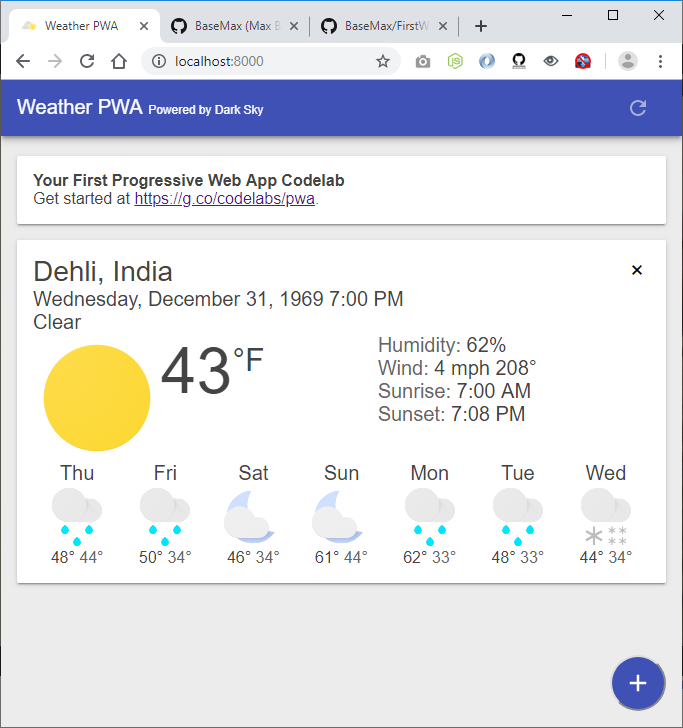 Weather PWA
BaseMax (Max B
BaseMax/FirstW
localhost:8000
Weather PWA Powered by Dark Sky
Your First Progressive Web App Codelab
Get started at https://g.co/codelabs/pwa.
Dehli, India
Wednesday, December 31, 1969 7:00 PM
Clear
43°F
Humidity: 62%
Wind: 4 mph 208°
Sunrise: 7:00 AM
Sunset: 7:08 PM
Thu Fri Sat Sun Mon Tue Wed
48° 44° 50° 34° 46° 34° 61° 44° 62° 33° 48° 33° 44° 34°